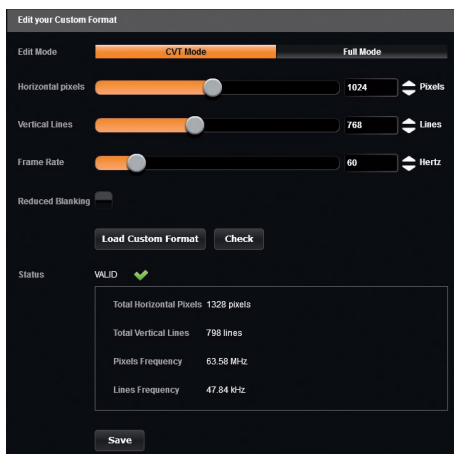 Edit your Custom Format
Edit Mode CVT Mode Full Mode
Horizontal pixels 1024 Pixels
Vertical Lines 768 Lines
Frame Rate 60 Hertz
Reduced Blanking
Load Custom Format Check
Status VALID
Total Horizontal Pixels 1328 pixels
Total Vertical Lines 798 lines
Pixels Frequency 63.58 MHz
Lines Frequency 47.84 kHz
Save